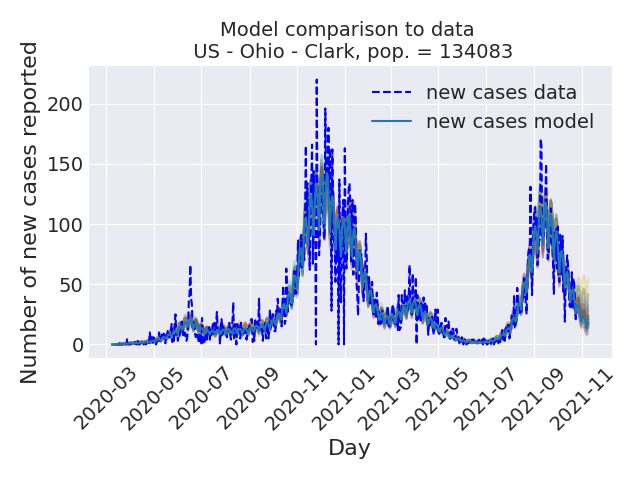 Model comparison to data
US - Ohio - Clark, pop. = 134083
Number of new cases reported
200
150
100
50
0
new cases data
new cases model
2020-03
2020-05
2020-07
2020-09
2020-11
2021-01
2021-03
2021-05
2021-07
2021-09
2021-11
Day